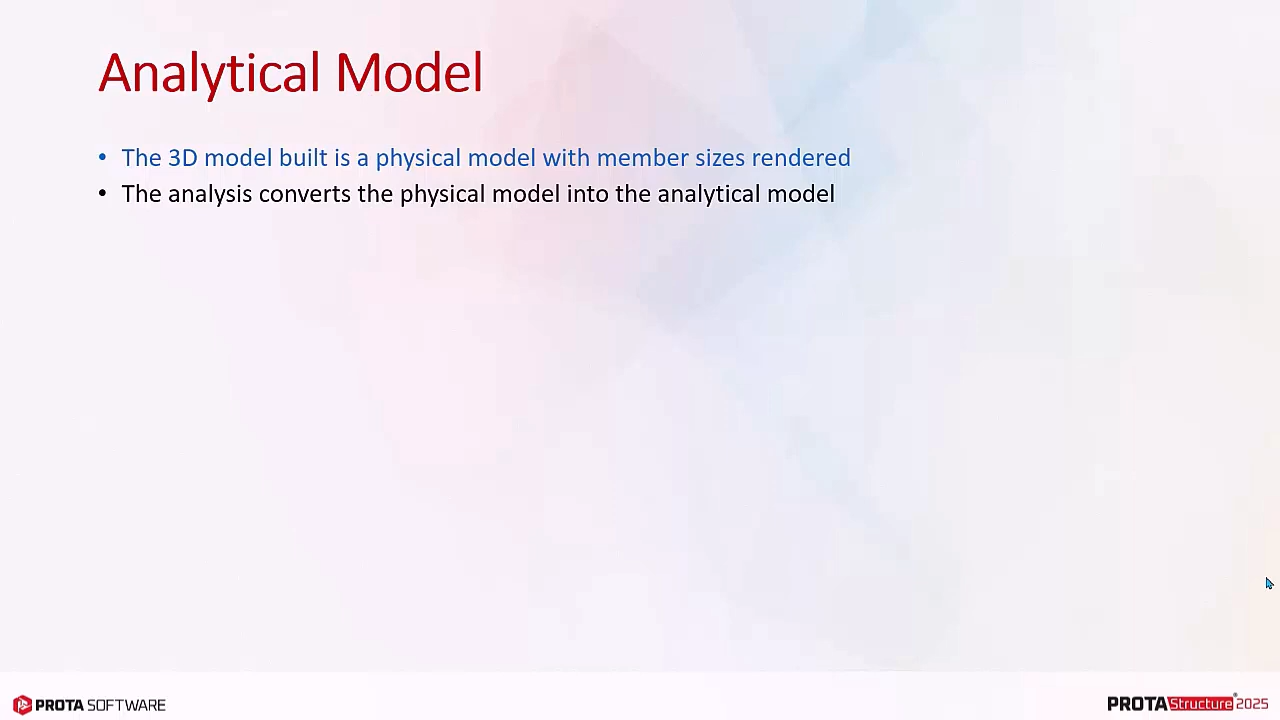 Analytical Model
• The 3D model built is a physical model with member sizes rendered
• The analysis converts the physical model into the analytical model
PROTA SOFTWARE
PROTAStructure® 2025